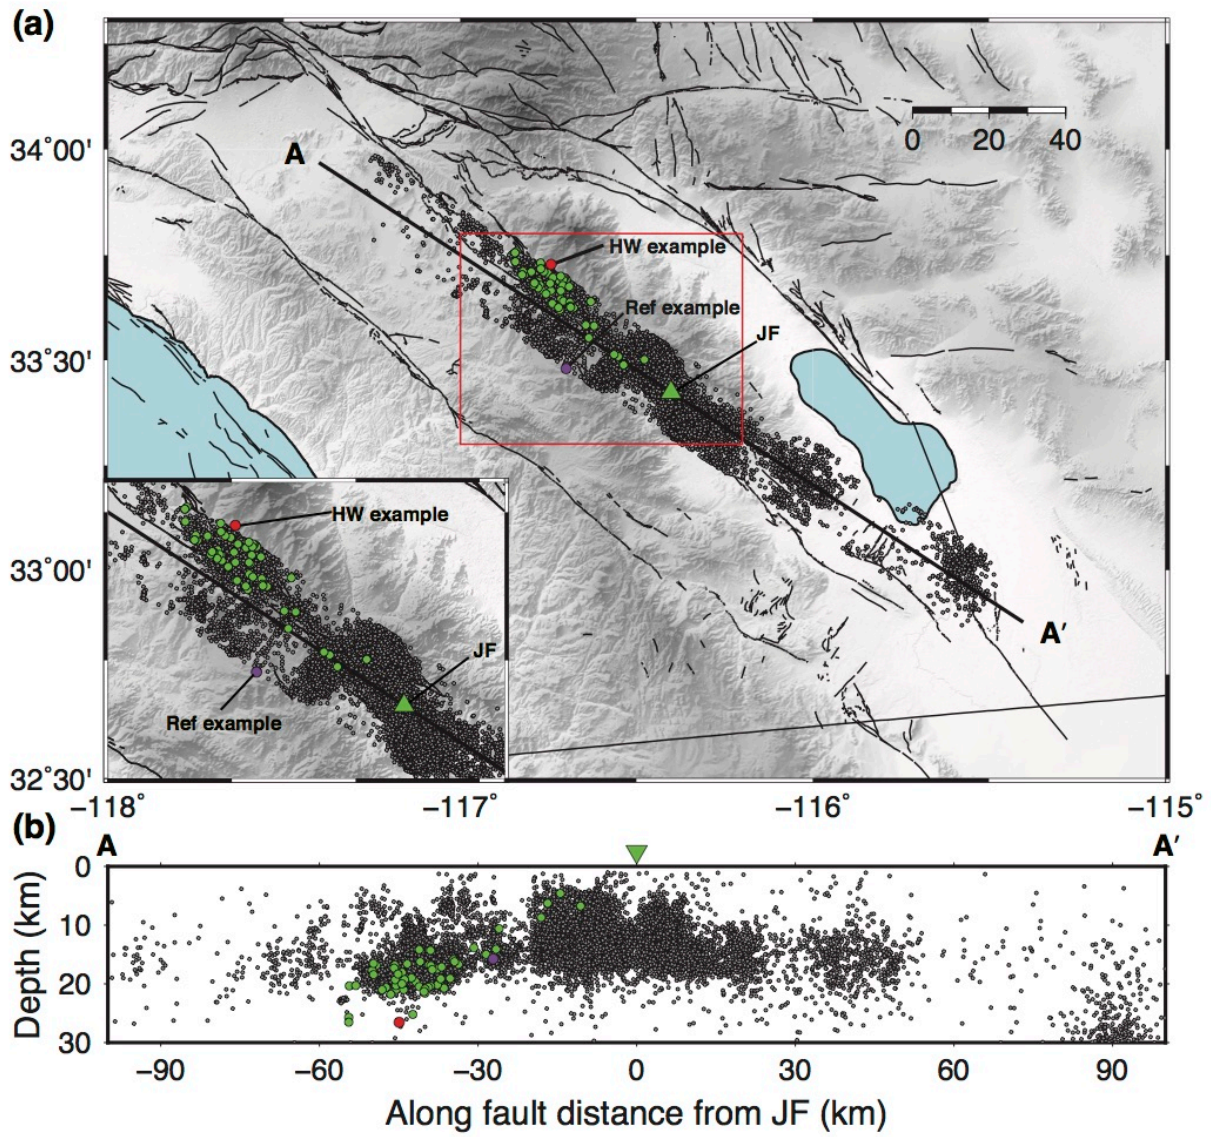 (a)
34°00'
A
0 20 40
HW example
Ref example
JF
33°30'
HW example
33°00'
JF
A′
Ref example
32°30'
−118° −117° −116° −115°
(b)
A A′
0
10
20
30
Depth (km)
−90 −60 −30 0 30 60 90
Along fault distance from JF (km)